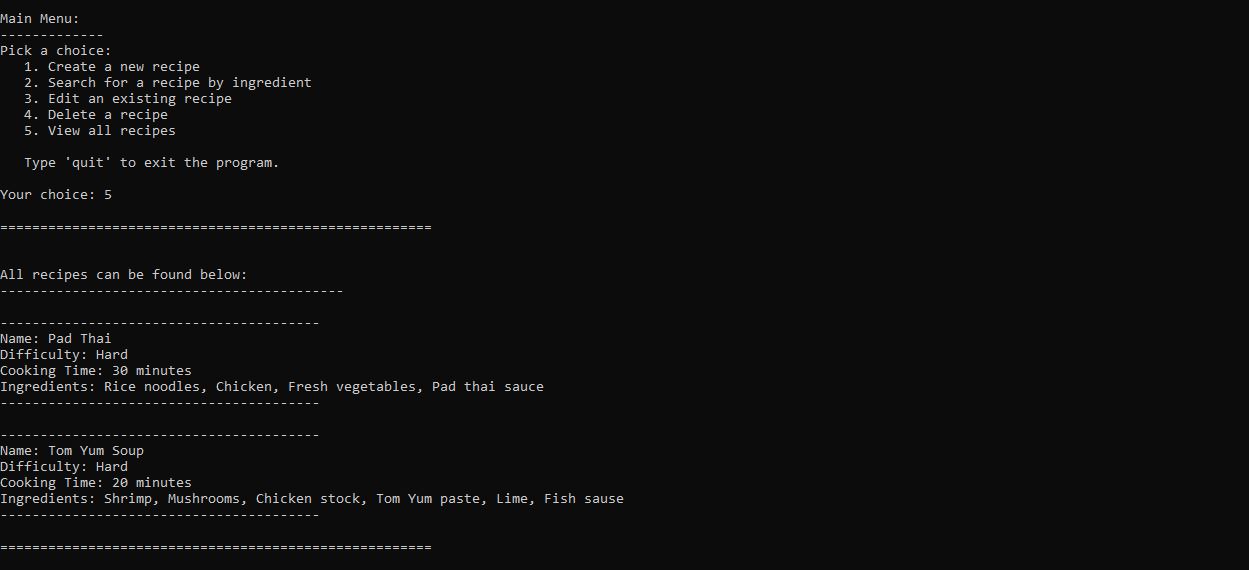 Main Menu:
-------------
Pick a choice:
   1. Create a new recipe
   2. Search for a recipe by ingredient
   3. Edit an existing recipe
   4. Delete a recipe
   5. View all recipes

   Type 'quit' to exit the program.

Your choice: 5

======================================================


All recipes can be found below:
-------------------------------------------

----------------------------------------
Name: Pad Thai
Difficulty: Hard
Cooking Time: 30 minutes
Ingredients: Rice noodles, Chicken, Fresh vegetables, Pad thai sauce
----------------------------------------

----------------------------------------
Name: Tom Yum Soup
Difficulty: Hard
Cooking Time: 20 minutes
Ingredients: Shrimp, Mushrooms, Chicken stock, Tom Yum paste, Lime, Fish sause
----------------------------------------

======================================================